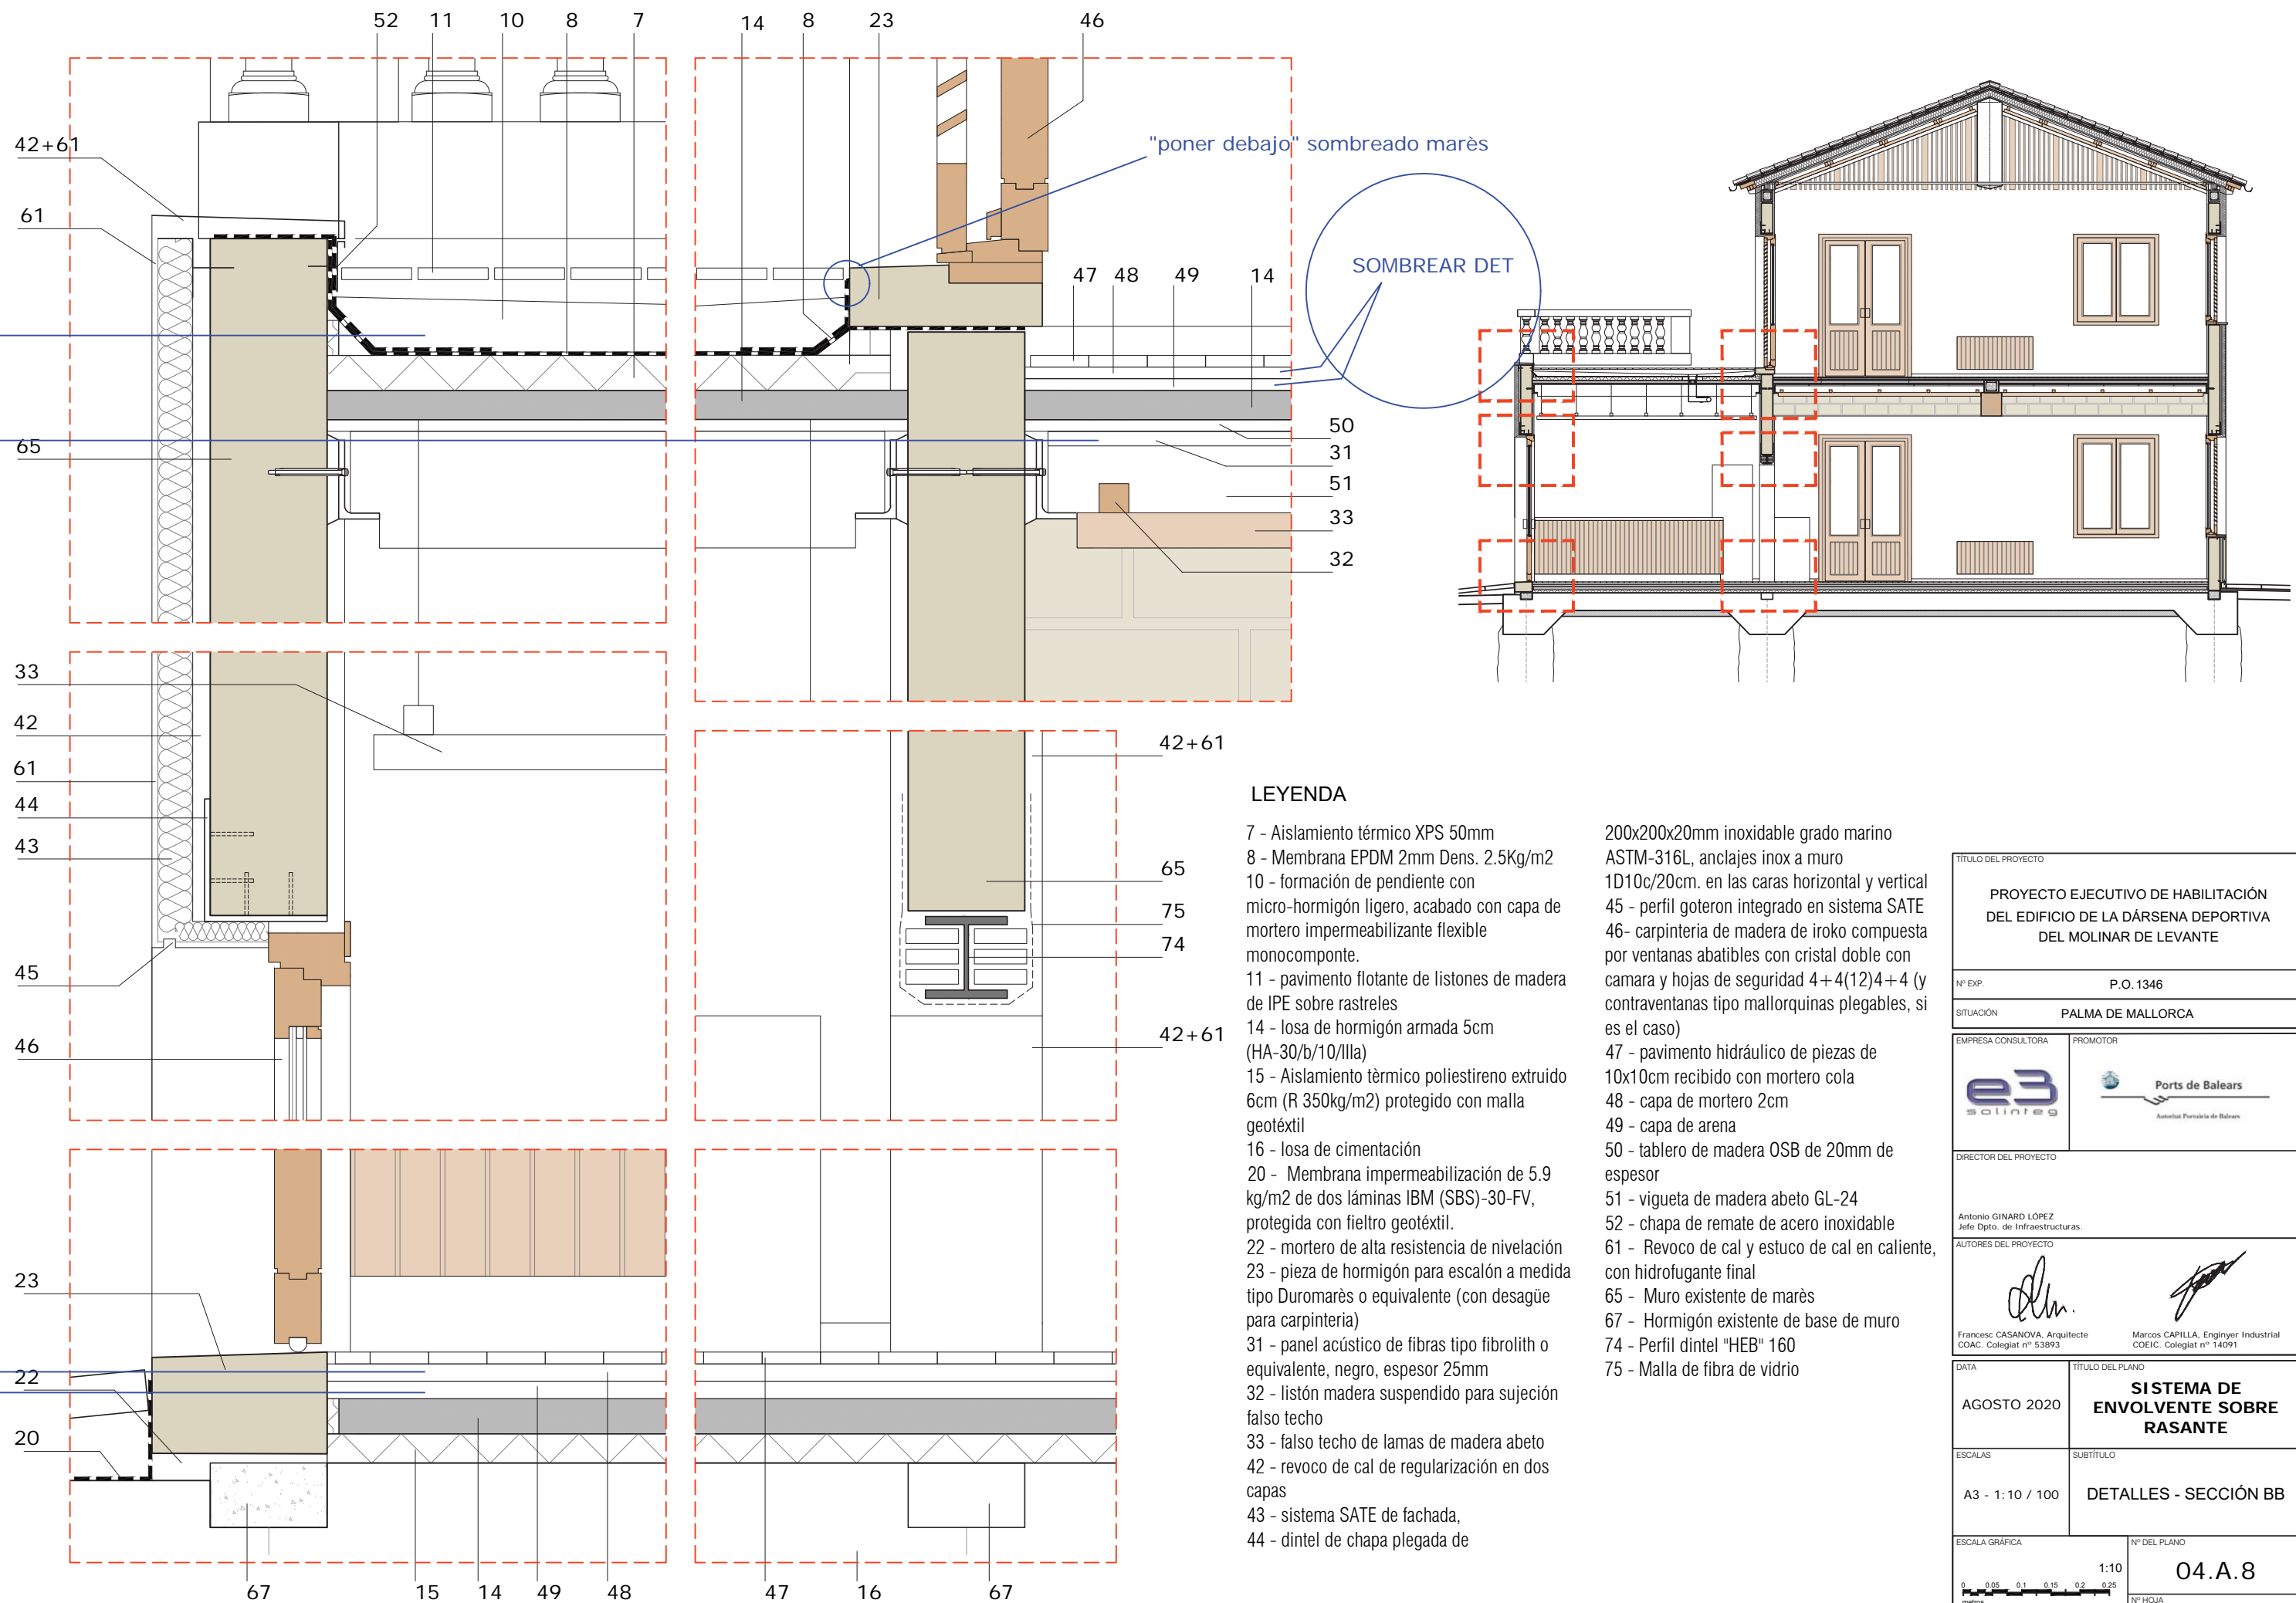 52 11 10 8 7 14 8 23 46
42+61
"poner debajo" sombreado marès
61
SOMBREAR DET
47 48 49 14
50
65
31
51
33
32
33
42
42+61
61
44
43
65
75
74
45
46
42+61
23
22
20
67 15 14 49 48 47 16 67
LEYENDA
7 - Aislamiento térmico XPS 50mm
8 - Membrana EPDM 2mm Dens. 2.5Kg/m2
10 - formación de pendiente con
micro-hormigón ligero, acabado con capa de
mortero impermeabilizante flexible
monocomponte.
11 - pavimento flotante de listones de madera
de IPE sobre rastreles
14 - losa de hormigón armada 5cm
(HA-30/b/10/IIIa)
15 - Aislamiento tèrmico poliestireno extruido
6cm (R 350kg/m2) protegido con malla
geotéxtil
16 - losa de cimentación
20 - Membrana impermeabilización de 5.9
kg/m2 de dos láminas IBM (SBS)-30-FV,
protegida con fieltro geotéxtil.
22 - mortero de alta resistencia de nivelación
23 - pieza de hormigón para escalón a medida
tipo Duromarès o equivalente (con desagüe
para carpinteria)
31 - panel acústico de fibras tipo fibrolith o
equivalente, negro, espesor 25mm
32 - listón madera suspendido para sujeción
falso techo
33 - falso techo de lamas de madera abeto
42 - revoco de cal de regularización en dos
capas
43 - sistema SATE de fachada,
44 - dintel de chapa plegada de
200x200x20mm inoxidable grado marino
ASTM-316L, anclajes inox a muro
1D10c/20cm. en las caras horizontal y vertical
45 - perfil goteron integrado en sistema SATE
46- carpinteria de madera de iroko compuesta
por ventanas abatibles con cristal doble con
camara y hojas de seguridad 4+4(12)4+4 (y
contraventanas tipo mallorquinas plegables, si
es el caso)
47 - pavimento hidráulico de piezas de
10x10cm recibido con mortero cola
48 - capa de mortero 2cm
49 - capa de arena
50 - tablero de madera OSB de 20mm de
espesor
51 - vigueta de madera abeto GL-24
52 - chapa de remate de acero inoxidable
61 - Revoco de cal y estuco de cal en caliente,
con hidrofugante final
65 - Muro existente de marès
67 - Hormigón existente de base de muro
74 - Perfil dintel "HEB" 160
75 - Malla de fibra de vidrio
TÍTULO DEL PROYECTO
PROYECTO EJECUTIVO DE HABILITACIÓN
DEL EDIFICIO DE LA DÁRSENA DEPORTIVA
DEL MOLINAR DE LEVANTE
Nº EXP. P.O. 1346
SITUACIÓN PALMA DE MALLORCA
EMPRESA CONSULTORA PROMOTOR
e3
solinteg
Ports de Balears
Autoritat Portuària de Balears
DIRECTOR DEL PROYECTO
Antonio GINARD LÓPEZ
Jefe Dpto. de Infraestructuras.
AUTORES DEL PROYECTO
Francesc CASANOVA, Arquitecte
COAC. Colegiat nº 53893
Marcos CAPILLA, Enginyer Industrial
COEIC. Colegiat nº 14091
DATA
AGOSTO 2020
TÍTULO DEL PLANO
SISTEMA DE
ENVOLVENTE SOBRE
RASANTE
ESCALAS
A3 - 1:10 / 100
SUBTÍTULO
DETALLES - SECCIÓN BB
ESCALA GRÁFICA
1:10
0 0.05 0.1 0.15 0.2 0.25
metros
Nº DEL PLANO
04.A.8
Nº HOJA